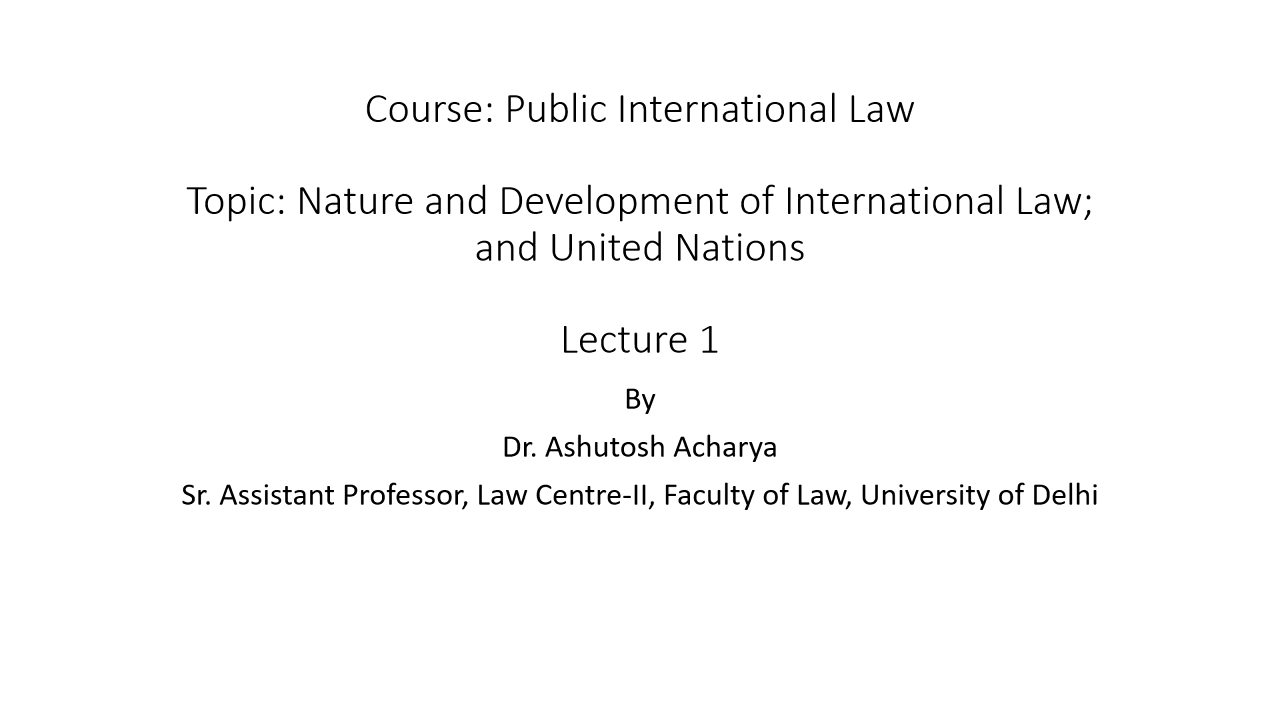 Course: Public International Law
Topic: Nature and Development of International Law;
and United Nations
Lecture 1
By
Dr. Ashutosh Acharya
Sr. Assistant Professor, Law Centre-II, Faculty of Law, University of Delhi